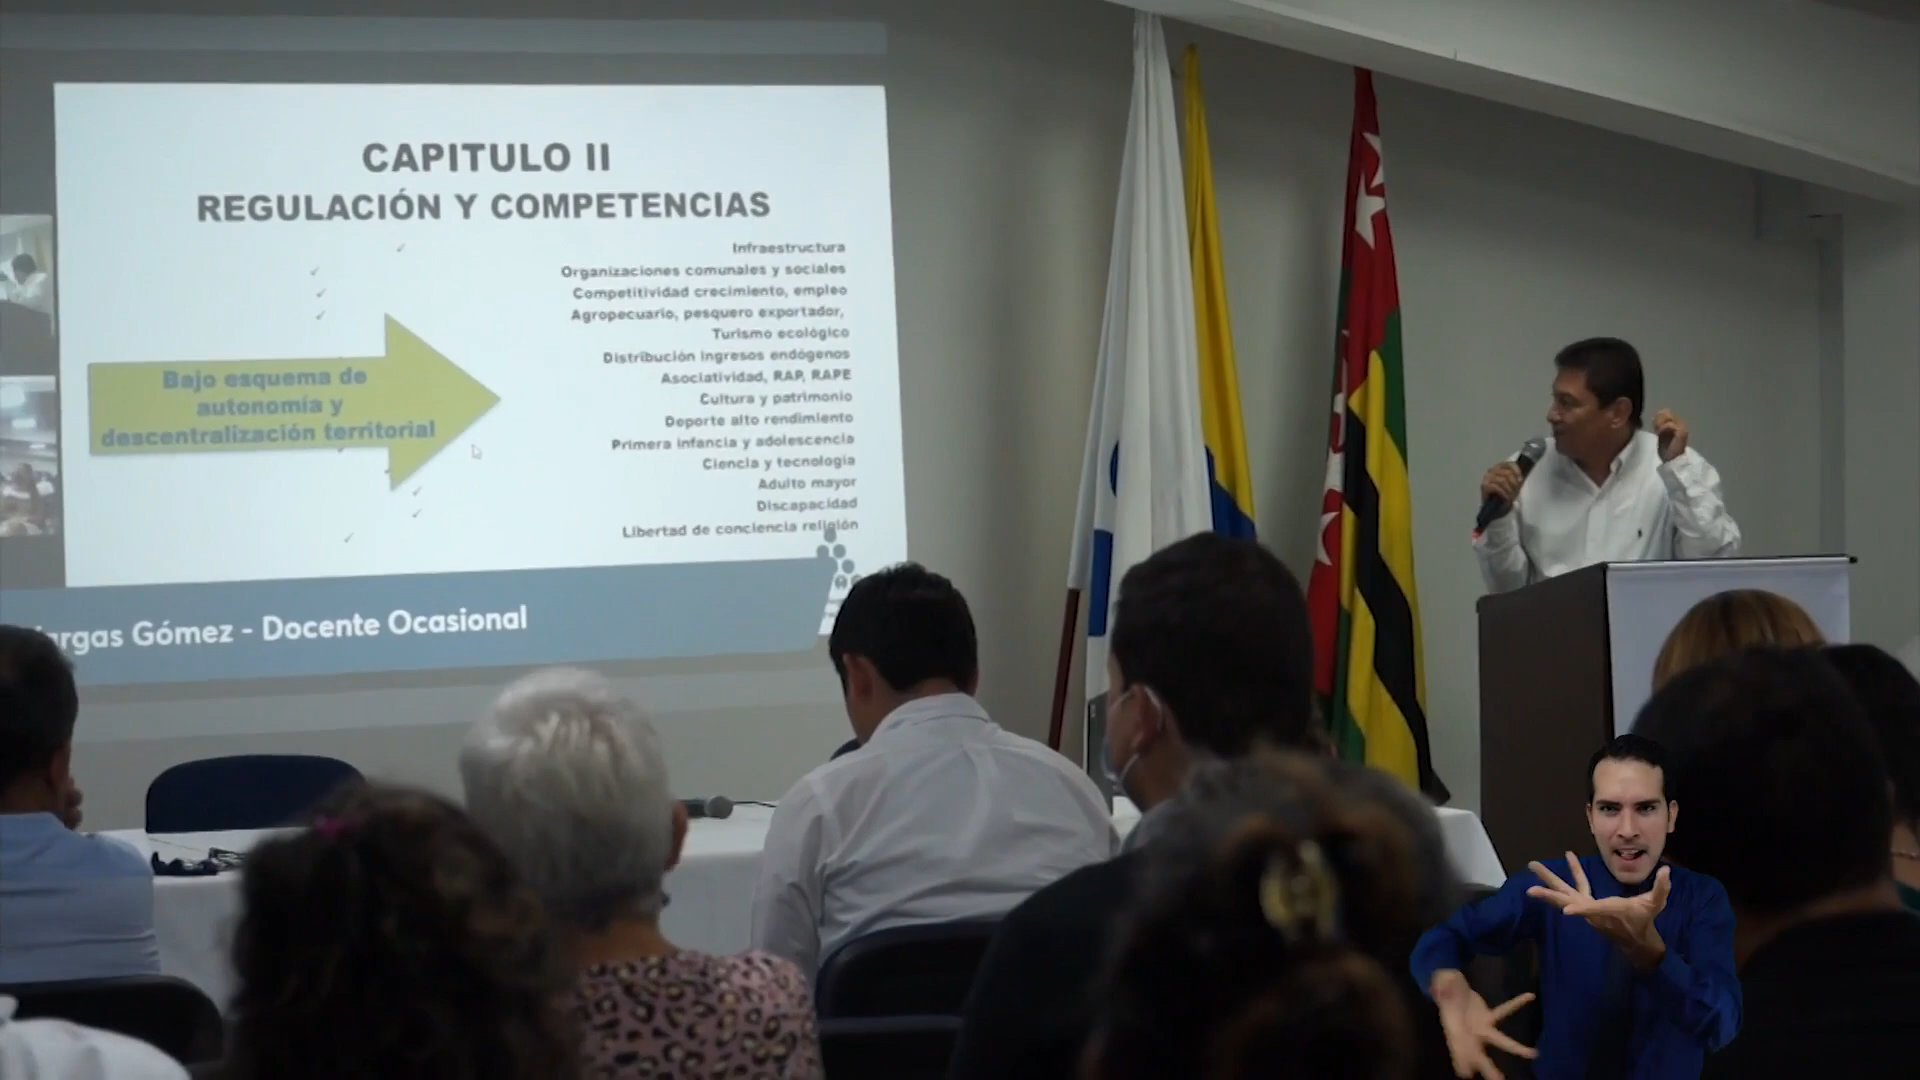 CAPITULO II
REGULACIÓN Y COMPETENCIAS
Infraestructura
Organizaciones comunales y sociales
Competitividad crecimiento, empleo
Agropecuario, pesquero exportador,
Turismo ecológico
Distribución ingresos endógenos
Asociatividad, RAP, RAPE
Cultura y patrimonio
Deporte alto rendimiento
Primera infancia y adolescencia
Ciencia y tecnología
Adulto mayor
Discapacidad
Libertad de conciencia religión
Bajo esquema de
autonomía y
descentralización territorial
Gómez - Docente Ocasional